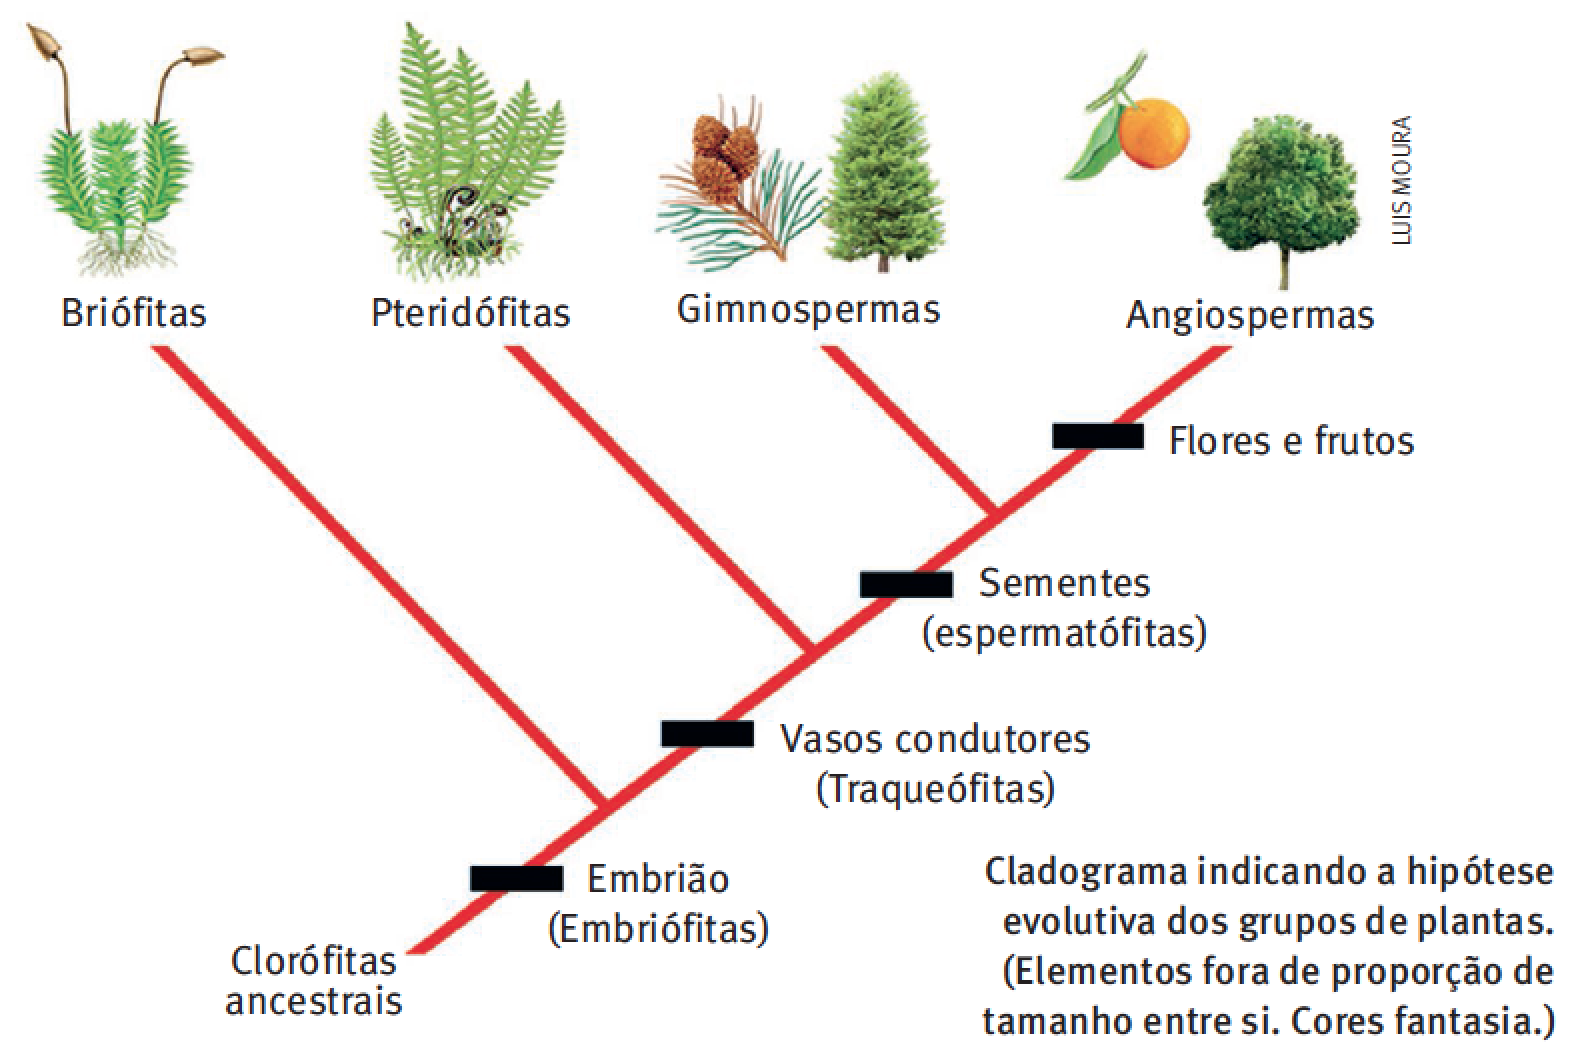 LUIS MOURA
Briófitas
Pteridófitas
Gimnospermas
Angiospermas
Flores e frutos
Sementes
(espermatófitas)
Vasos condutores
(Traqueófitas)
Embrião
(Embriófitas)
Clorófitas
ancestrais
Cladograma indicando a hipótese
evolutiva dos grupos de plantas.
(Elementos fora de proporção de
tamanho entre si. Cores fantasia.)